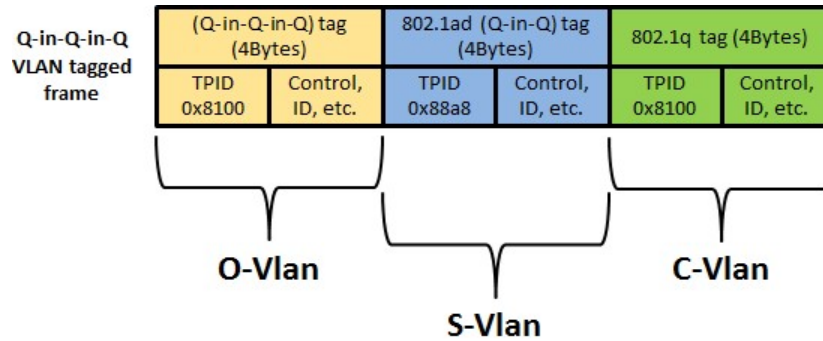 Q-in-Q-in-Q
VLAN tagged
frame
(Q-in-Q-in-Q) tag
(4Bytes)
802.1ad (Q-in-Q) tag
(4Bytes)
802.1q tag (4Bytes)
TPID
0x8100
Control,
ID, etc.
TPID
0x88a8
Control,
ID, etc.
TPID
0x8100
Control,
ID, etc.
O-Vlan
S-Vlan
C-Vlan